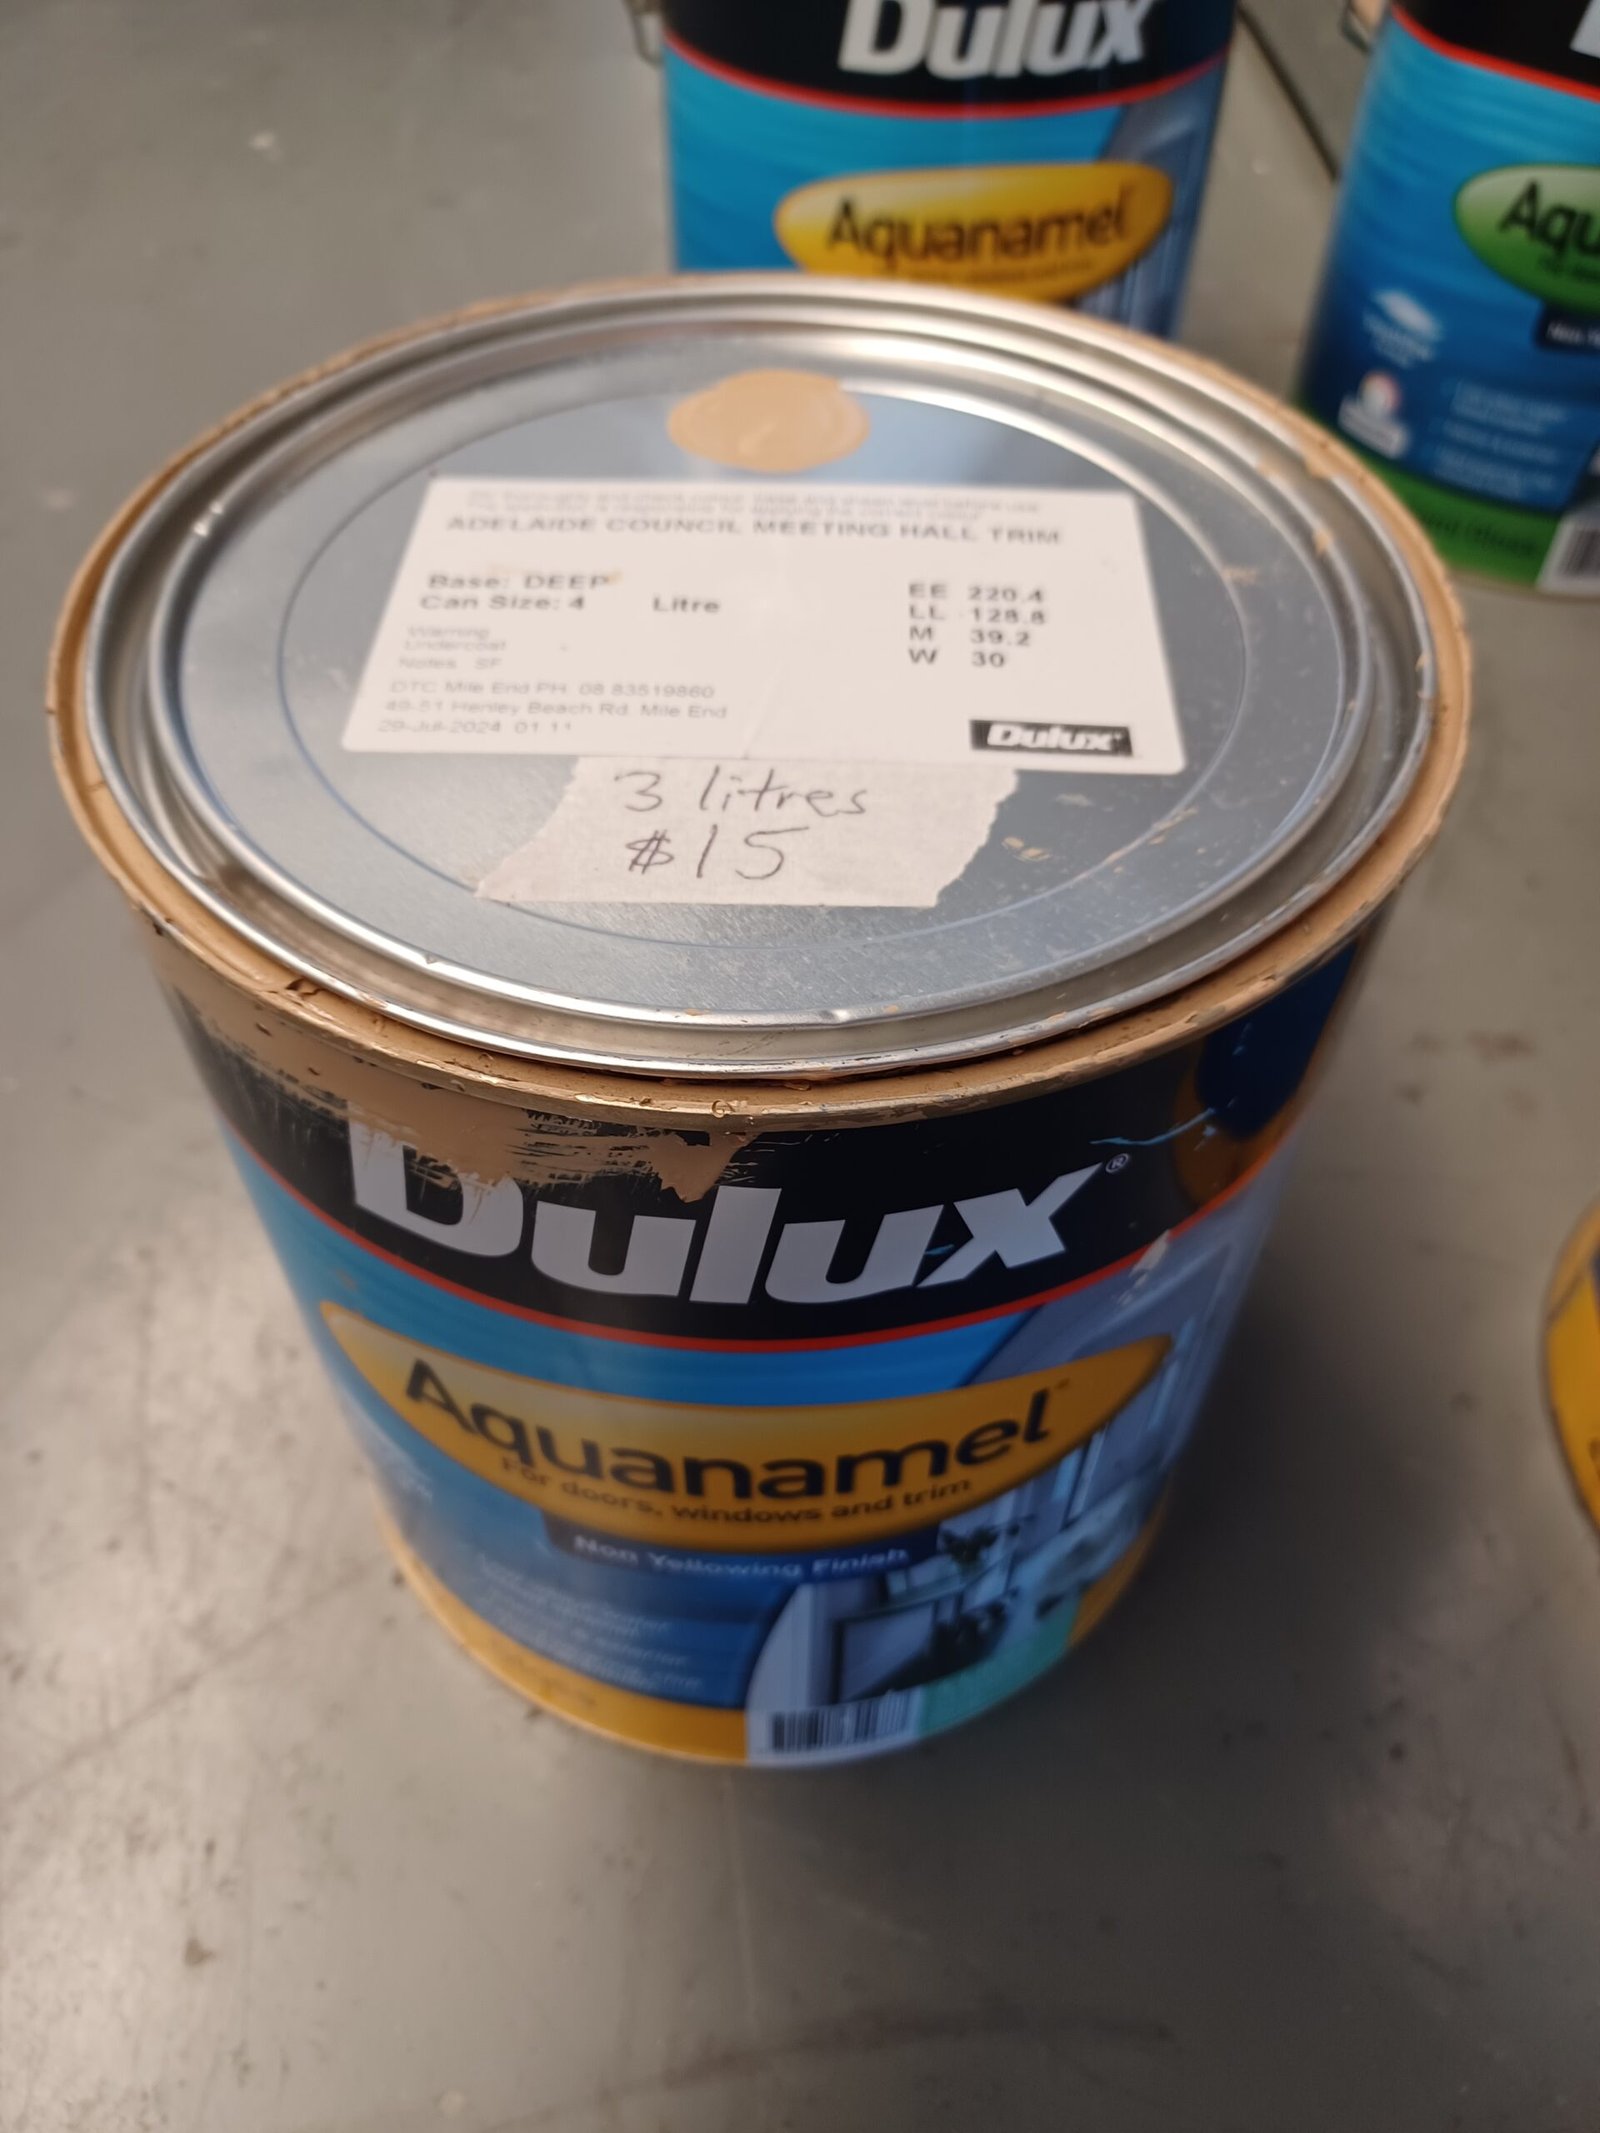 Dulux
Aquanamel
Aqu
ADELAIDE COUNCIL MEETING HALL TRIM
Base: DEEP
Can Size: 4 Litre
EE 220.4
LL 128.8
M 39.2
W 30
Warning
Undercoat
Notes SF
DTC Mile End PH: 08 83519860
49-51 Henley Beach Rd. Mile End
29-Jul-2024 01 11
Dulux
3 litres
$15
Dulux®
Aquanamel
For doors, windows and trim
Non Yellowing Finish